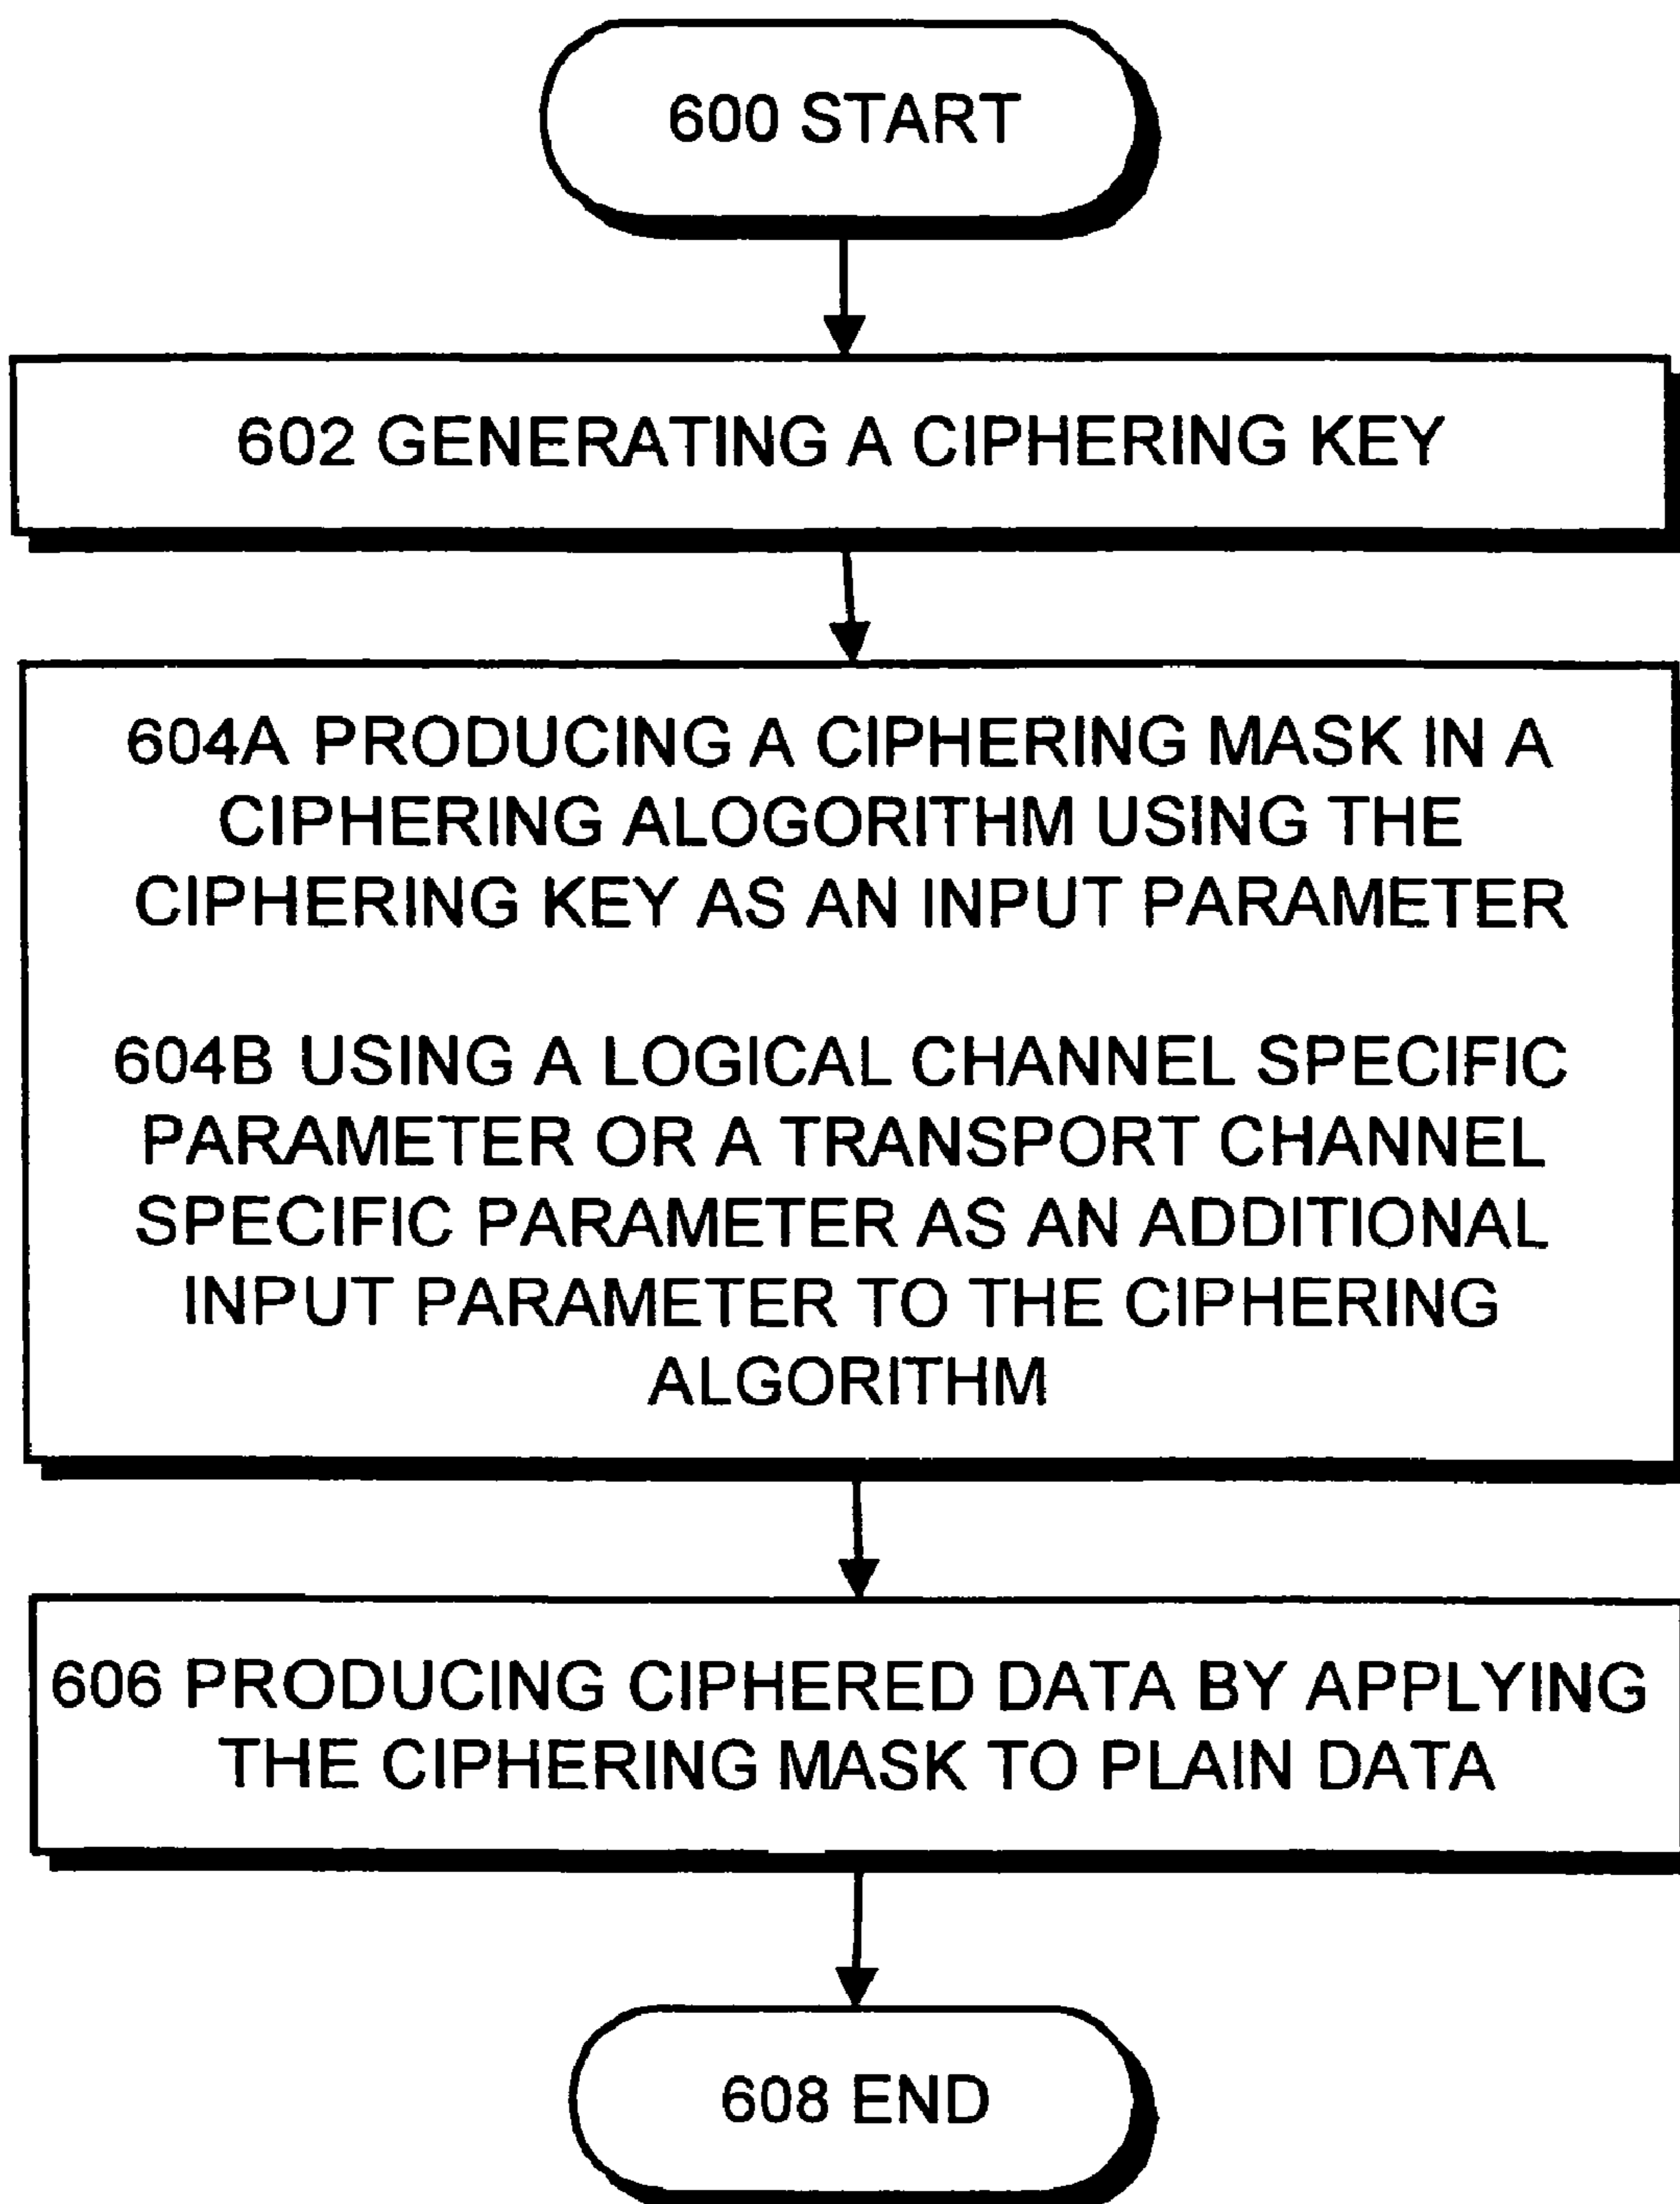 600 START
602 GENERATING A CIPHERING KEY
604A PRODUCING A CIPHERING MASK IN A
CIPHERING ALOGORITHM USING THE
CIPHERING KEY AS AN INPUT PARAMETER
604B USING A LOGICAL CHANNEL SPECIFIC
PARAMETER OR A TRANSPORT CHANNEL
SPECIFIC PARAMETER AS AN ADDITIONAL
INPUT PARAMETER TO THE CIPHERING
ALGORITHM
606 PRODUCING CIPHERED DATA BY APPLYING
THE CIPHERING MASK TO PLAIN DATA
608 END